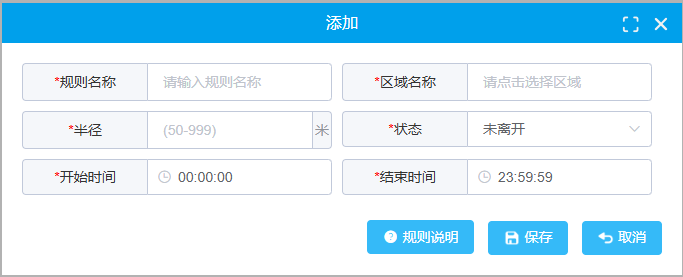 添加
*规则名称 请输入规则名称 *区域名称 请点击选择区域
*半径 (50-999) 米 *状态 未离开
*开始时间 00:00:00 *结束时间 23:59:59
规则说明 保存 取消